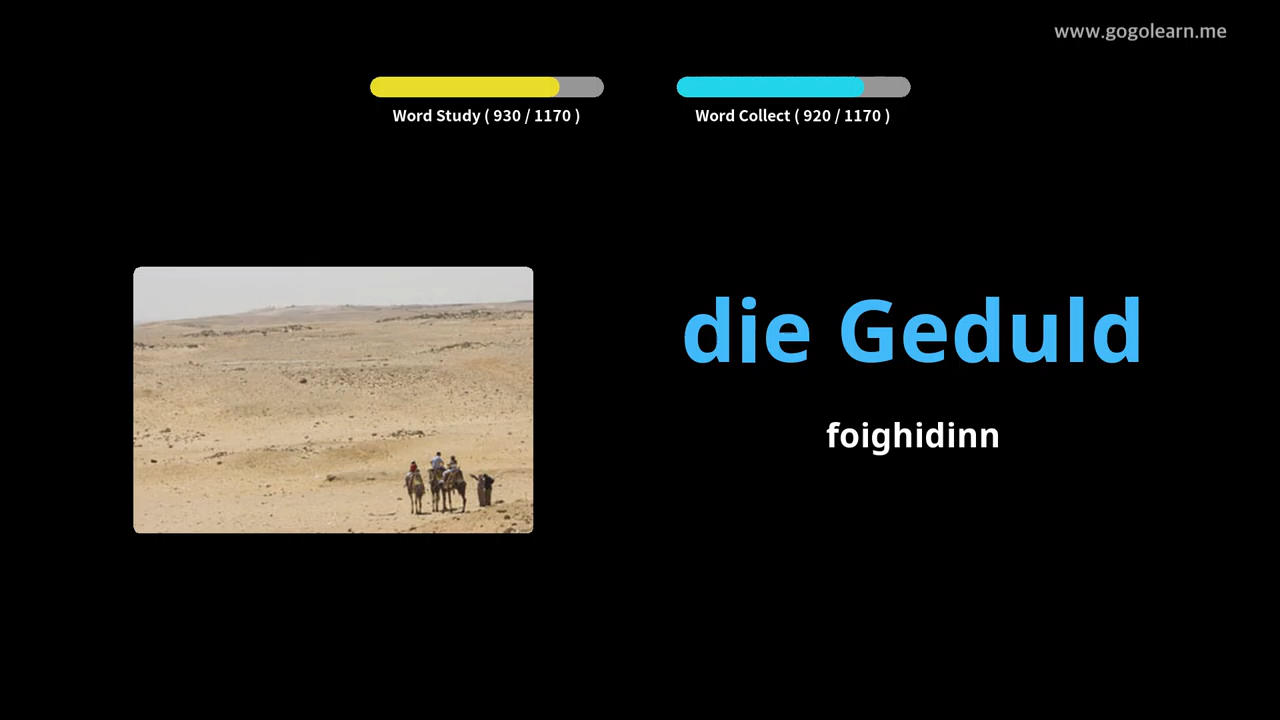 www.gogolearn.me
Word Study ( 930 / 1170 )
Word Collect ( 920 / 1170 )
die Geduld
foighidinn